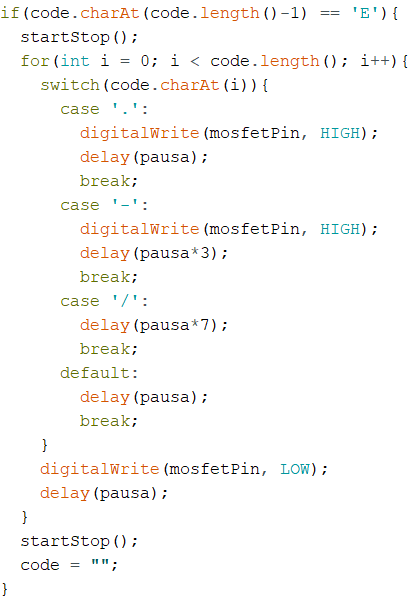 if(code.charAt(code.length()-1) == 'E'){
  startStop();
  for(int i = 0; i < code.length(); i++){
    switch(code.charAt(i)){
      case '.':
        digitalWrite(mosfetPin, HIGH);
        delay(pausa);
        break;
      case '-':
        digitalWrite(mosfetPin, HIGH);
        delay(pausa*3);
        break;
      case '/':
        delay(pausa*7);
        break;
      default:
        delay(pausa);
        break;
    }
    digitalWrite(mosfetPin, LOW);
    delay(pausa);
  }
  startStop();
  code = "";
}